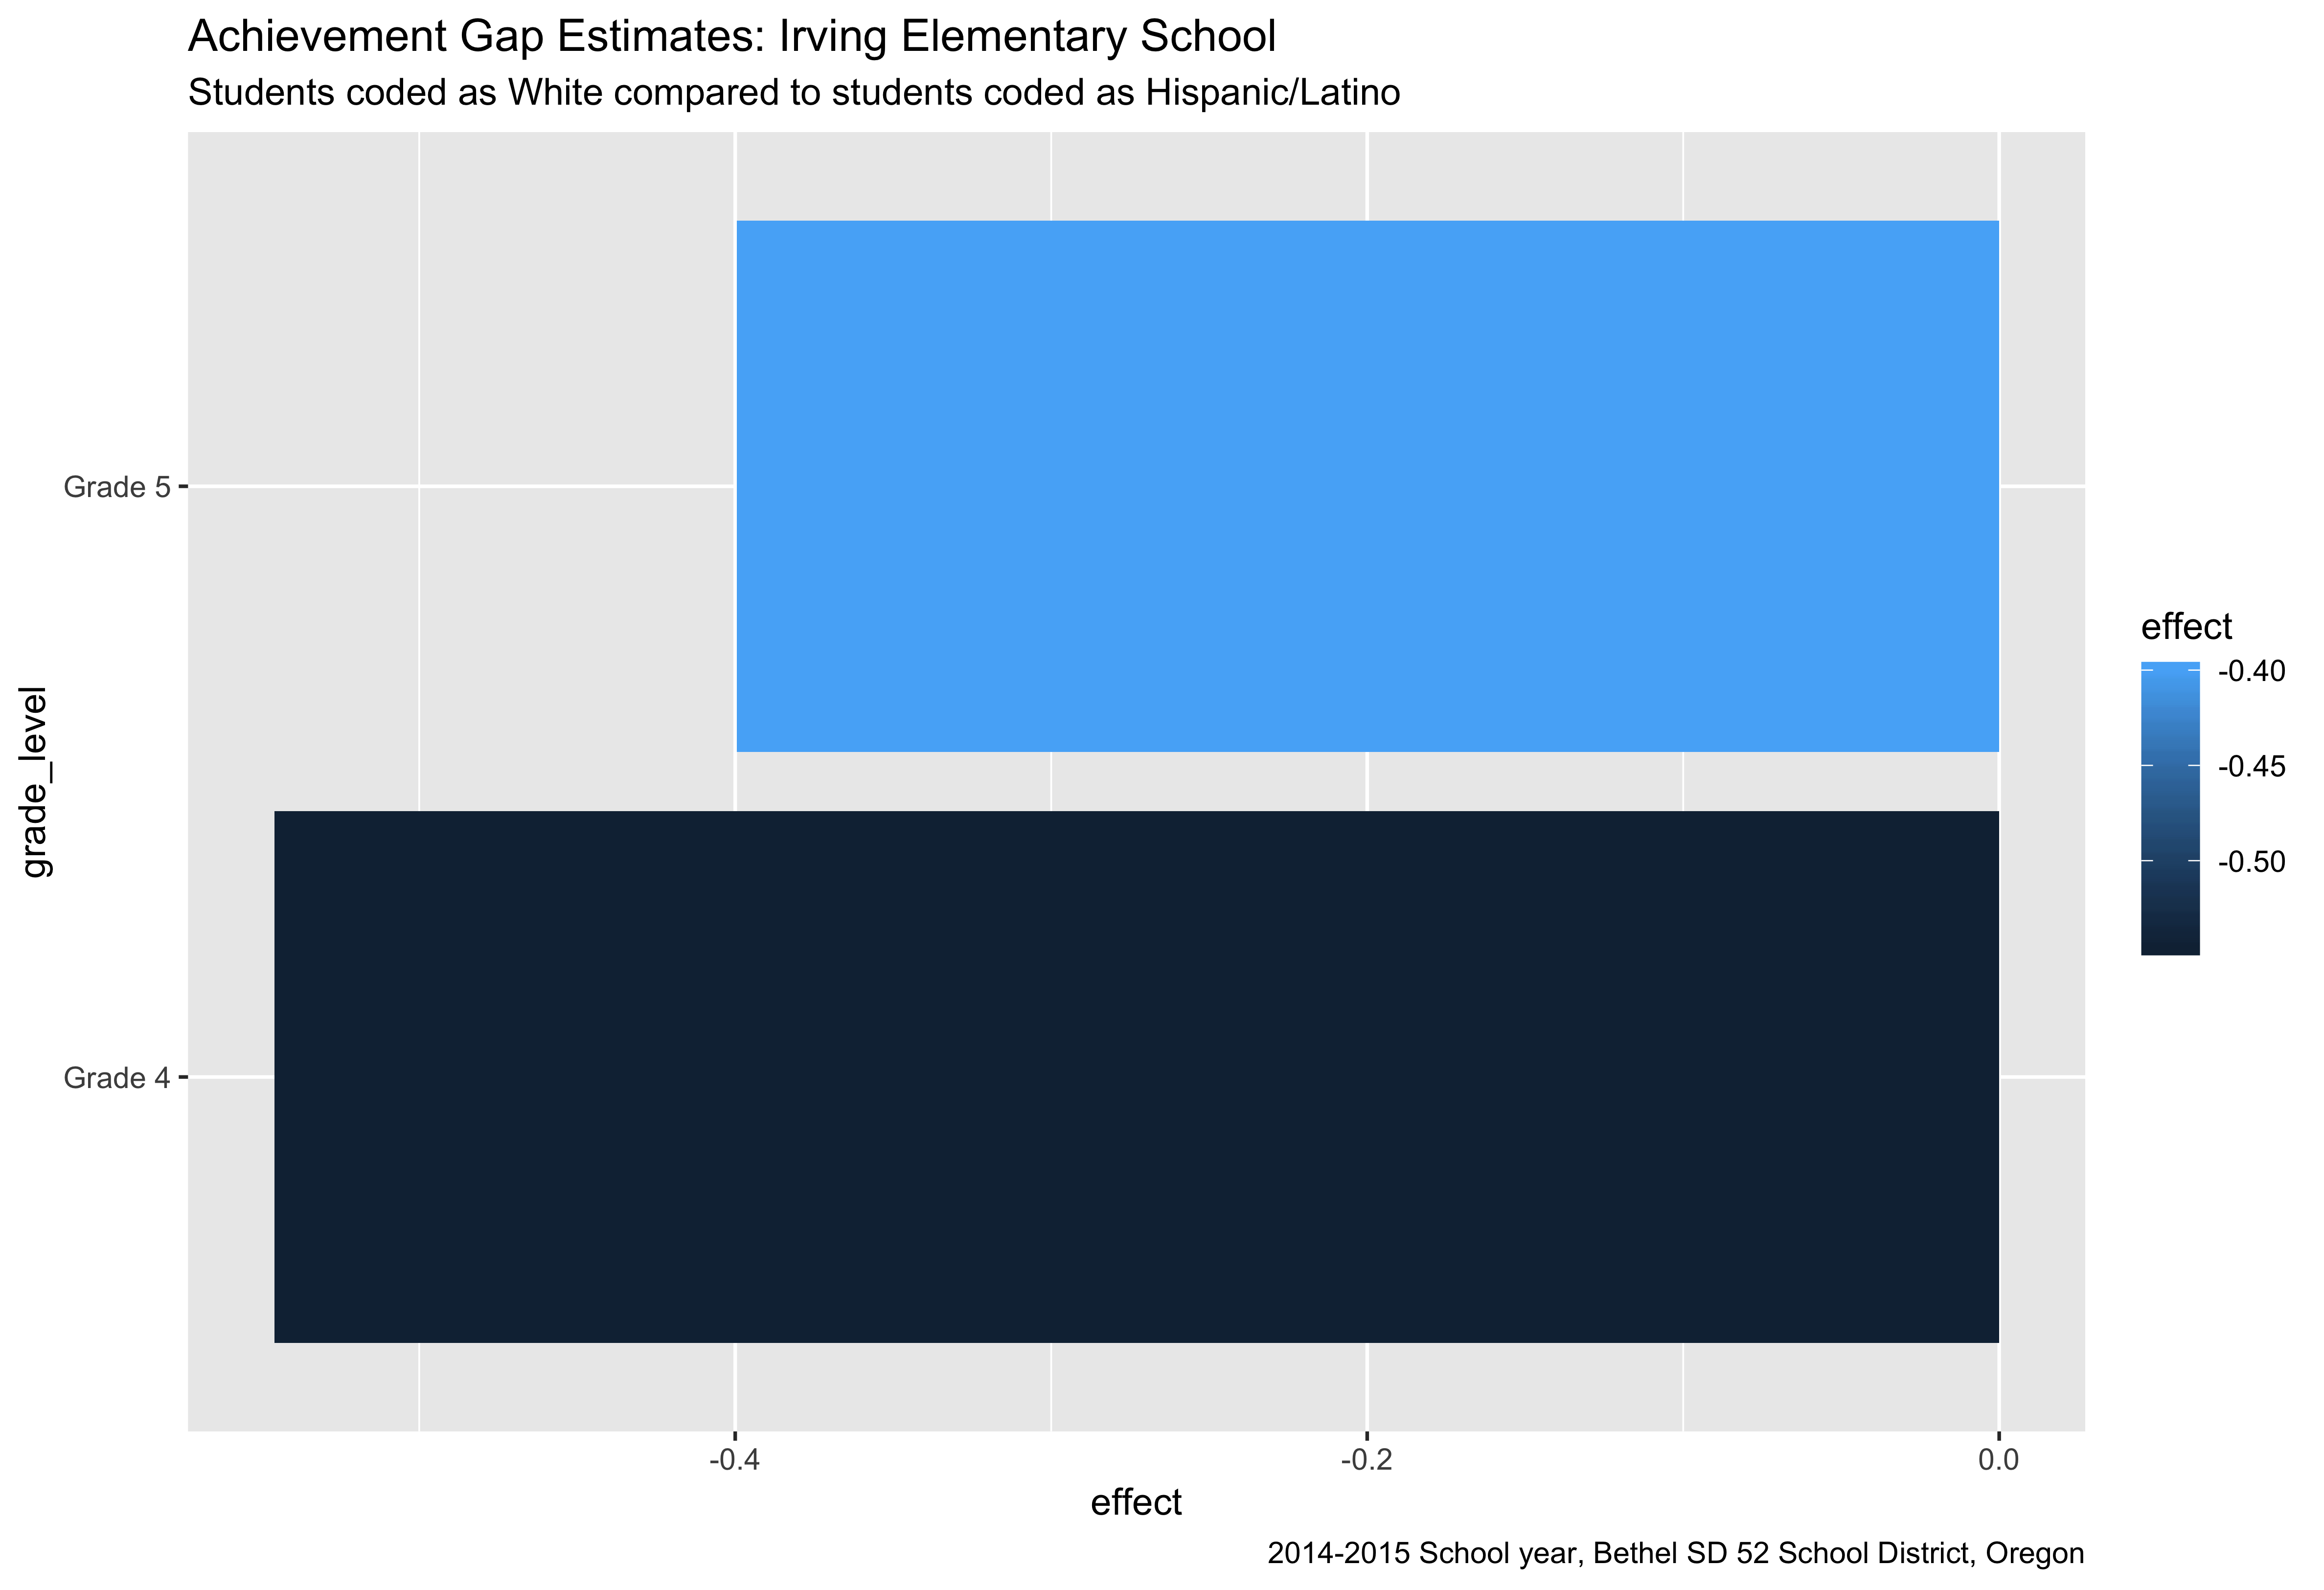 Achievement Gap Estimates: Irving Elementary School
Students coded as White compared to students coded as Hispanic/Latino
grade_level
Grade 5
Grade 4
-0.4
-0.2
0.0
effect
effect
-0.40
-0.45
-0.50
2014-2015 School year, Bethel SD 52 School District, Oregon